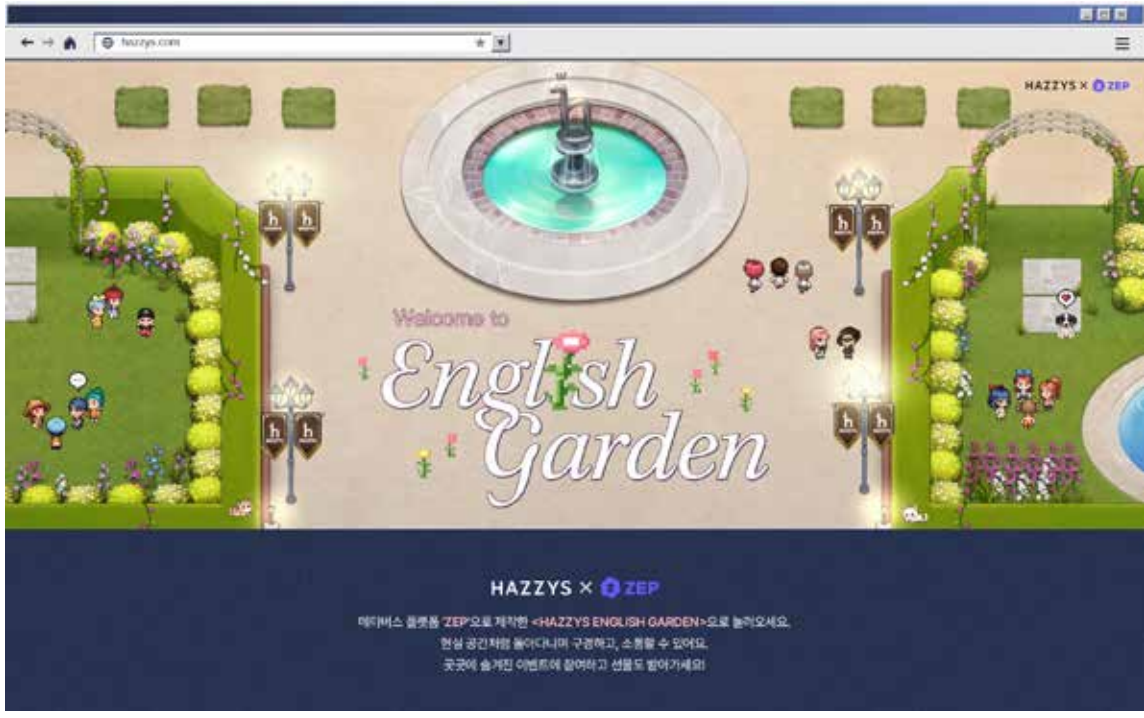 hazzys.com
HAZZYS × ZEP
Welcome to
English
Garden
HAZZYS × ZEP
메타버스 플랫폼 'ZEP'으로 제작한 <HAZZYS ENGLISH GARDEN>으로 놀러오세요.
현실 공간처럼 돌아다니며 구경하고, 소통할 수 있어요.
곳곳에 숨겨진 이벤트에 참여하고 선물도 받아가세요!